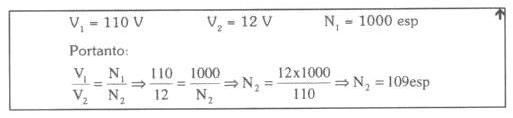 V₁ = 110 V V₂ = 12 V N₁ = 1000 esp
Portanto:
V₁/V₂ = N₁/N₂ ⇒ 110/12 = 1000/N₂ ⇒ N₂ = 12x1000/110 ⇒ N₂ = 109esp